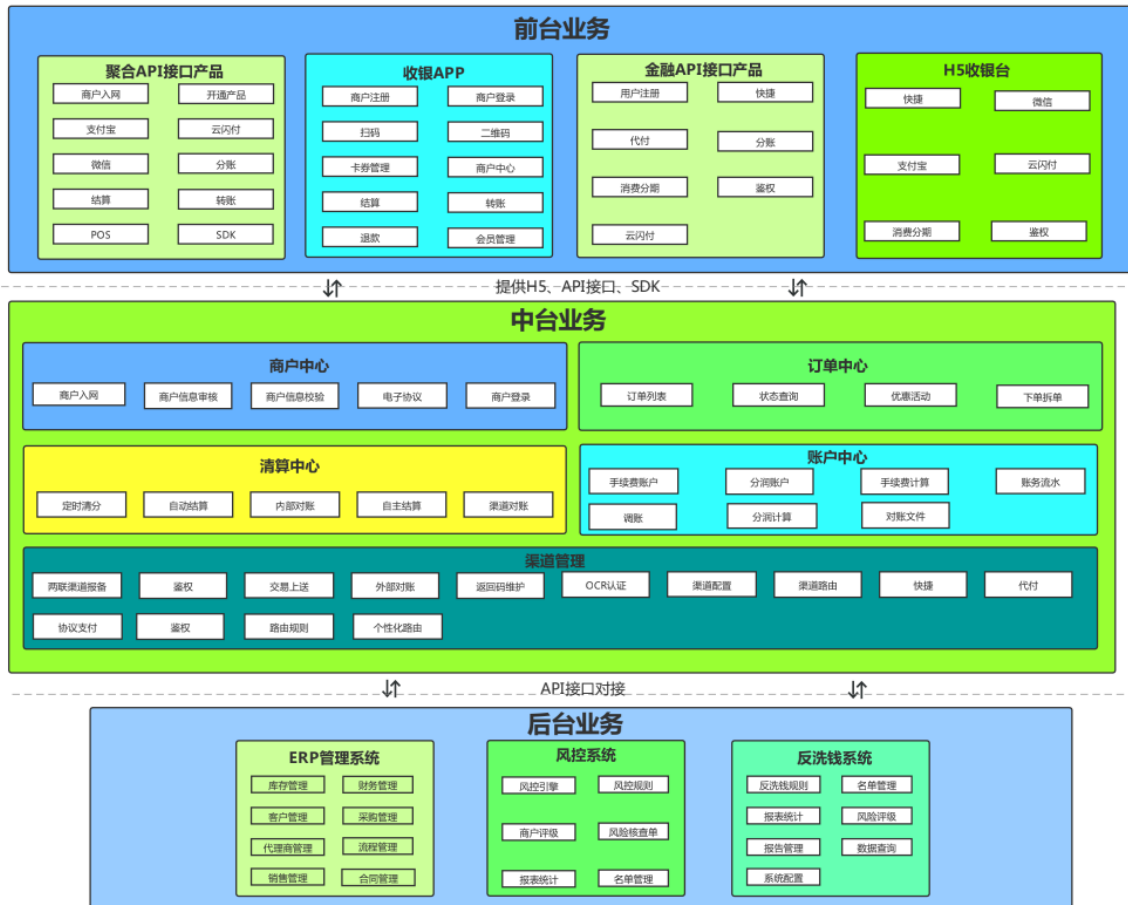 前台业务
聚合API接口产品
商户入网 开通产品
支付宝 云闪付
微信 分账
结算 转账
POS SDK
收银APP
商户注册 商户登录
扫码 二维码
卡券管理 商户中心
结算 转账
退款 会员管理
金融API接口产品
用户注册 快捷
代付 分账
消费分期 鉴权
云闪付
H5收银台
快捷 微信
支付宝 云闪付
消费分期 鉴权
提供H5、API接口、SDK
中台业务
商户中心
商户入网 商户信息审核 商户信息校验 电子协议 商户登录
订单中心
订单列表 状态查询 优惠活动 下单拆单
清算中心
定时清分 自动结算 内部对账 自主结算 渠道对账
账户中心
手续费账户 分润账户 手续费计算 账务流水
调账 分润计算 对账文件
渠道管理
两联渠道报备 鉴权 交易上送 外部对账 返回码维护 OCR认证 渠道配置 渠道路由 快捷 代付
协议支付 鉴权 路由规则 个性化路由
API接口对接
后台业务
ERP管理系统
库存管理 财务管理
客户管理 采购管理
代理商管理 流程管理
销售管理 合同管理
风控系统
风控引擎 风控规则
商户评级 风险核查单
报表统计 名单管理
反洗钱系统
反洗钱规则 名单管理
报表统计 风险评级
报告管理 数据查询
系统配置